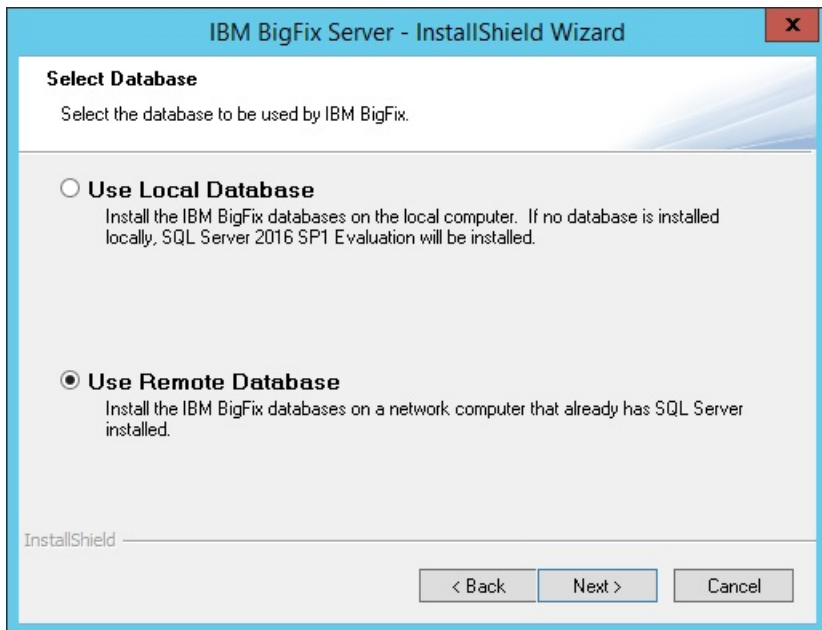 IBM BigFix Server - InstallShield Wizard
x
Select Database
Select the database to be used by IBM BigFix.
Use Local Database
Install the IBM BigFix databases on the local computer.  If no database is installed
locally, SQL Server 2016 SP1 Evaluation will be installed.
Use Remote Database
Install the IBM BigFix databases on a network computer that already has SQL Server
installed.
InstallShield
< Back
Next >
Cancel